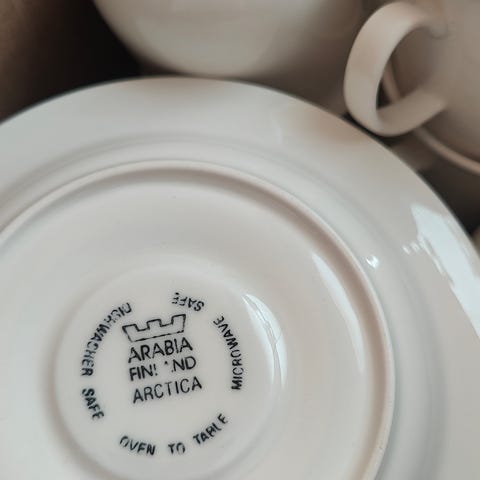 ARABIA
FINLAND
ARCTICA
DISHWASHER SAFE
OVEN TO TABLE
MICROWAVE SAFE